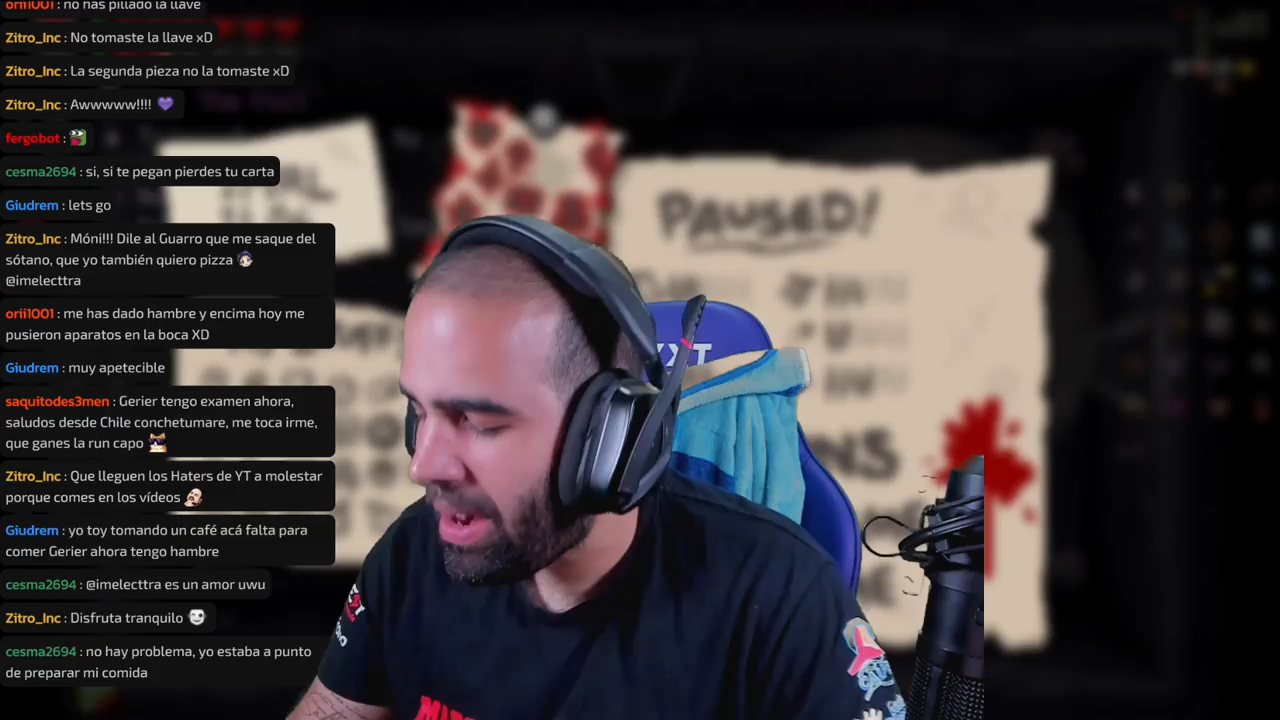 orii1001 : no has pillado la llave
Zitro_Inc : No tomaste la llave xD
Zitro_Inc : La segunda pieza no la tomaste xD
Zitro_Inc : Awwwww!!!!
fergobot :
cesma2694 : si, si te pegan pierdes tu carta
Giudrem : lets go
Zitro_Inc : Móni!!! Dile al Guarro que me saque del
sótano, que yo también quiero pizza
@imelecttra
orii1001 : me has dado hambre y encima hoy me
pusieron aparatos en la boca XD
Giudrem : muy apetecible
saquitodes3men : Gerier tengo examen ahora,
saludos desde Chile conchetumare, me toca irme,
que ganes la run capo
Zitro_Inc : Que lleguen los Haters de YT a molestar
porque comes en los vídeos
Giudrem : yo toy tomando un café acá falta para
comer Gerier ahora tengo hambre
cesma2694 : @imelecttra es un amor uwu
Zitro_Inc : Disfruta tranquilo
cesma2694 : no hay problema, yo estaba a punto
de preparar mi comida
PAUSED!